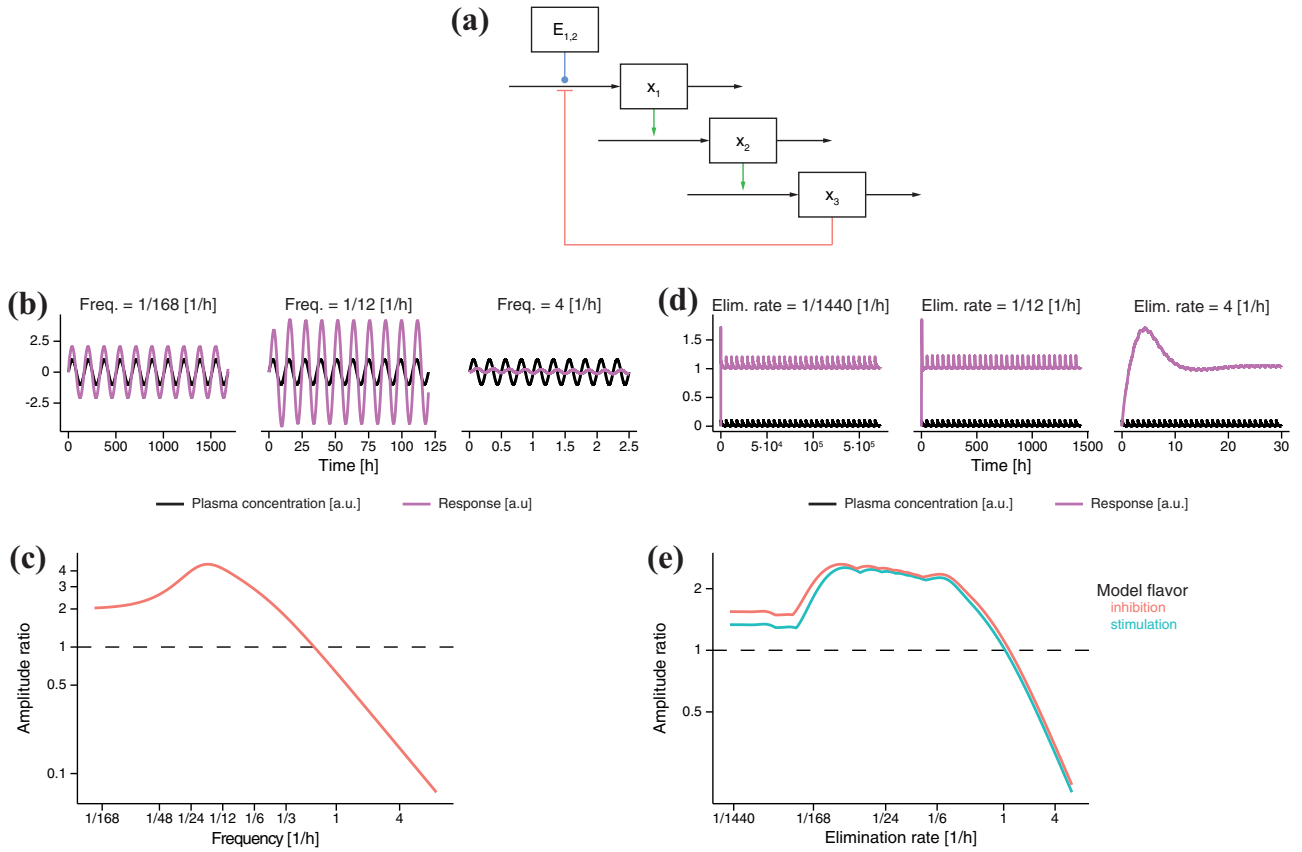 (a)
E1,2
x1
x2
x3
(b)
Freq. = 1/168 [1/h]
Freq. = 1/12 [1/h]
Freq. = 4 [1/h]
2.5
0
-2.5
0 500 1000 1500
0 25 50 75 100 125
0 0.5 1 1.5 2 2.5
Time [h]
Plasma concentration [a.u.]
Response [a.u]
(d)
Elim. rate = 1/1440 [1/h]
Elim. rate = 1/12 [1/h]
Elim. rate = 4 [1/h]
1.5
1
0.5
0
0 5·10⁴ 10⁵ 5·10⁵
0 500 1000 1500
0 10 20 30
Time [h]
Plasma concentration [a.u.]
Response [a.u.]
(c)
Amplitude ratio
4
3
2
1
0.5
0.1
1/168 1/48 1/24 1/12 1/6 1/3 1 4
Frequency [1/h]
(e)
Amplitude ratio
2
1
0.5
1/1440 1/168 1/24 1/6 1 4
Elimination rate [1/h]
Model flavor
inhibition
stimulation